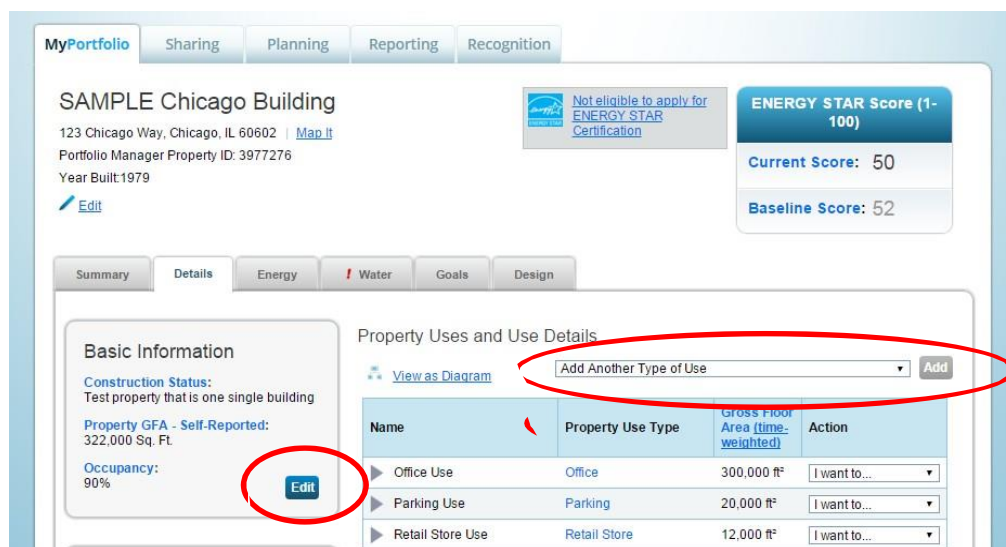 MyPortfolio Sharing Planning Reporting Recognition
SAMPLE Chicago Building
123 Chicago Way, Chicago, IL 60602 | Map It
Portfolio Manager Property ID: 3977276
Year Built:1979
Edit
Not eligible to apply for
ENERGY STAR
Certification
ENERGY STAR Score (1-
100)
Current Score: 50
Baseline Score: 52
Summary Details Energy ! Water Goals Design
Basic Information
Construction Status:
Test property that is one single building
Property GFA - Self-Reported:
322,000 Sq. Ft.
Occupancy:
90%
Edit
Property Uses and Use Details
View as Diagram
Add Another Type of Use
Add
Name Property Use Type Gross Floor
Area (time-
weighted) Action
Office Use Office 300,000 ft² I want to...
Parking Use Parking 20,000 ft² I want to...
Retail Store Use Retail Store 12,000 ft² I want to...